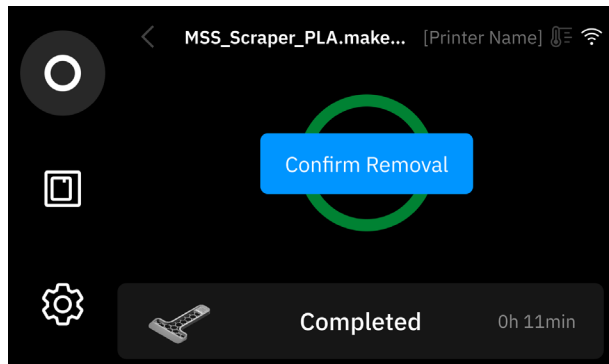 MSS_Scraper_PLA.make... [Printer Name]
Confirm Removal
Completed 0h 11min